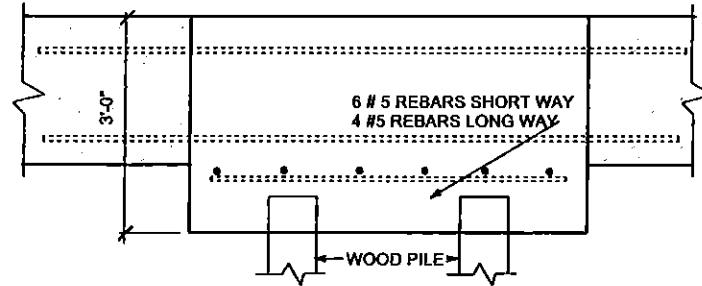 6 # 5 REBARS SHORT WAY
4 #5 REBARS LONG WAY
3'-0"
WOOD PILE